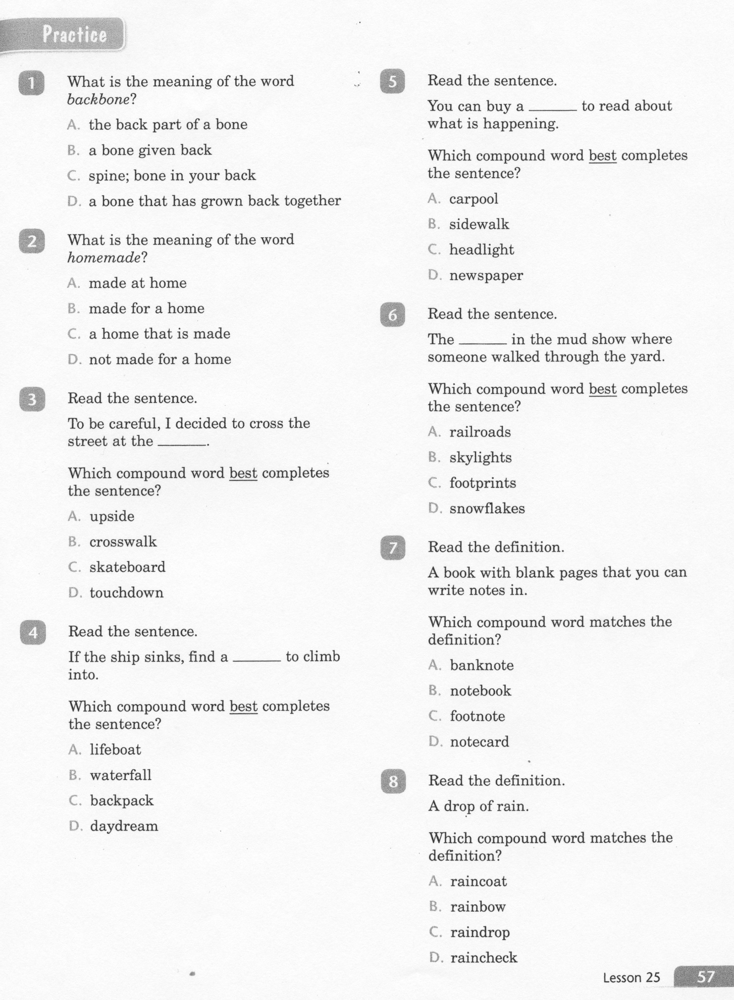 Practice
1
What is the meaning of the word
backbone?
A. the back part of a bone
B. a bone given back
C. spine; bone in your back
D. a bone that has grown back together
2
What is the meaning of the word
homemade?
A. made at home
B. made for a home
C. a home that is made
D. not made for a home
3
Read the sentence.
To be careful, I decided to cross the
street at the ______.
Which compound word best completes
the sentence?
A. upside
B. crosswalk
C. skateboard
D. touchdown
4
Read the sentence.
If the ship sinks, find a ______ to climb
into.
Which compound word best completes
the sentence?
A. lifeboat
B. waterfall
C. backpack
D. daydream
5
Read the sentence.
You can buy a ______ to read about
what is happening.
Which compound word best completes
the sentence?
A. carpool
B. sidewalk
C. headlight
D. newspaper
6
Read the sentence.
The ______ in the mud show where
someone walked through the yard.
Which compound word best completes
the sentence?
A. railroads
B. skylights
C. footprints
D. snowflakes
7
Read the definition.
A book with blank pages that you can
write notes in.
Which compound word matches the
definition?
A. banknote
B. notebook
C. footnote
D. notecard
8
Read the definition.
A drop of rain.
Which compound word matches the
definition?
A. raincoat
B. rainbow
C. raindrop
D. raincheck
Lesson 25
57